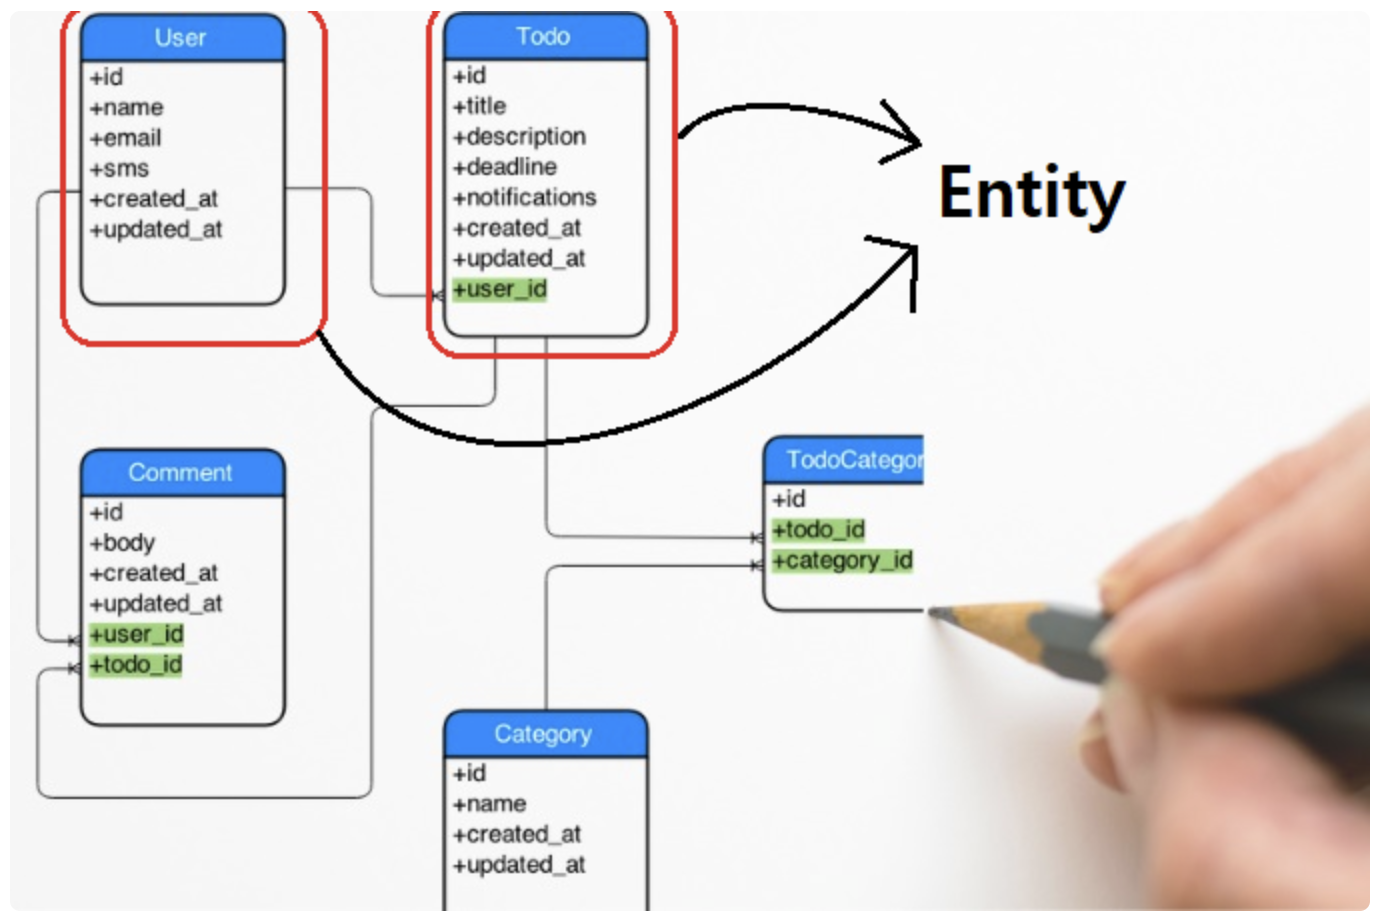 User
+id
+name
+email
+sms
+created_at
+updated_at
Todo
+id
+title
+description
+deadline
+notifications
+created_at
+updated_at
+user_id
Entity
Comment
+id
+body
+created_at
+updated_at
+user_id
+todo_id
TodoCategor
+id
+todo_id
+category_id
Category
+id
+name
+created_at
+updated_at